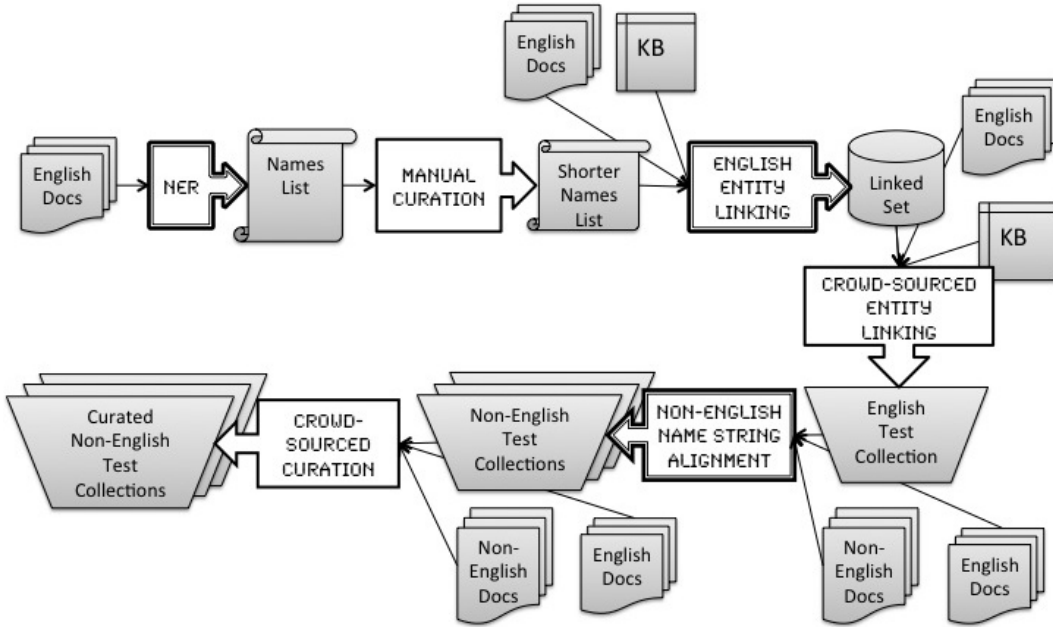 English
Docs
NER
Names
List
MANUAL
CURATION
Shorter
Names
List
English
Docs
KB
ENGLISH
ENTITY
LINKING
Linked
Set
English
Docs
KB
CROWD-SOURCED
ENTITY
LINKING
English
Test
Collection
Non-
English
Docs
English
Docs
NON-ENGLISH
NAME STRING
ALIGNMENT
Non-English
Test
Collections
Non-
English
Docs
English
Docs
CROWD-
SOURCED
CURATION
Curated
Non-English
Test
Collections